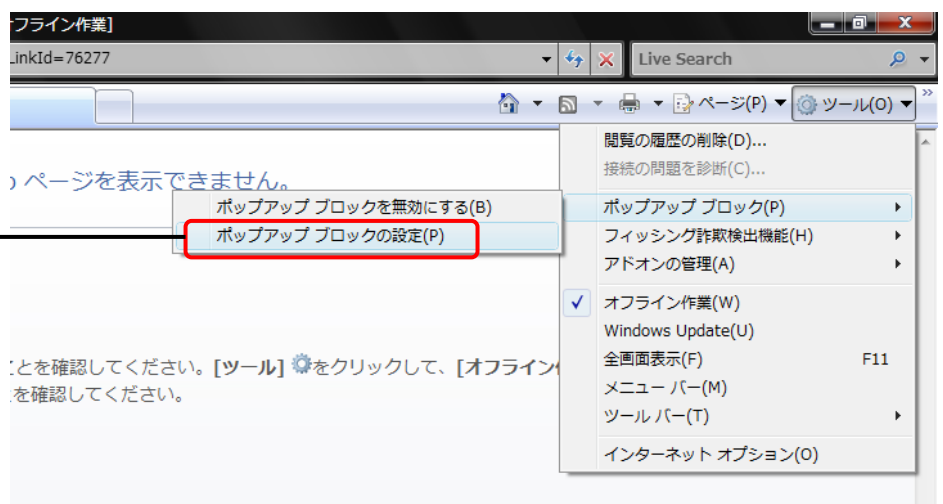 フライン作業]
LinkId=76277
Live Search
ページ(P)
ツール(O)
»
閲覧の履歴の削除(D)...
接続の問題を診断(C)...
ページを表示できません。
ポップアップ ブロックを無効にする(B)
ポップアップ ブロック(P)
ポップアップ ブロックの設定(P)
フィッシング詐欺検出機能(H)
アドオンの管理(A)
オフライン作業(W)
Windows Update(U)
とを確認してください。[ツール] をクリックして、[オフライン
全画面表示(F) F11
を確認してください。
メニュー バー(M)
ツール バー(T)
インターネット オプション(O)